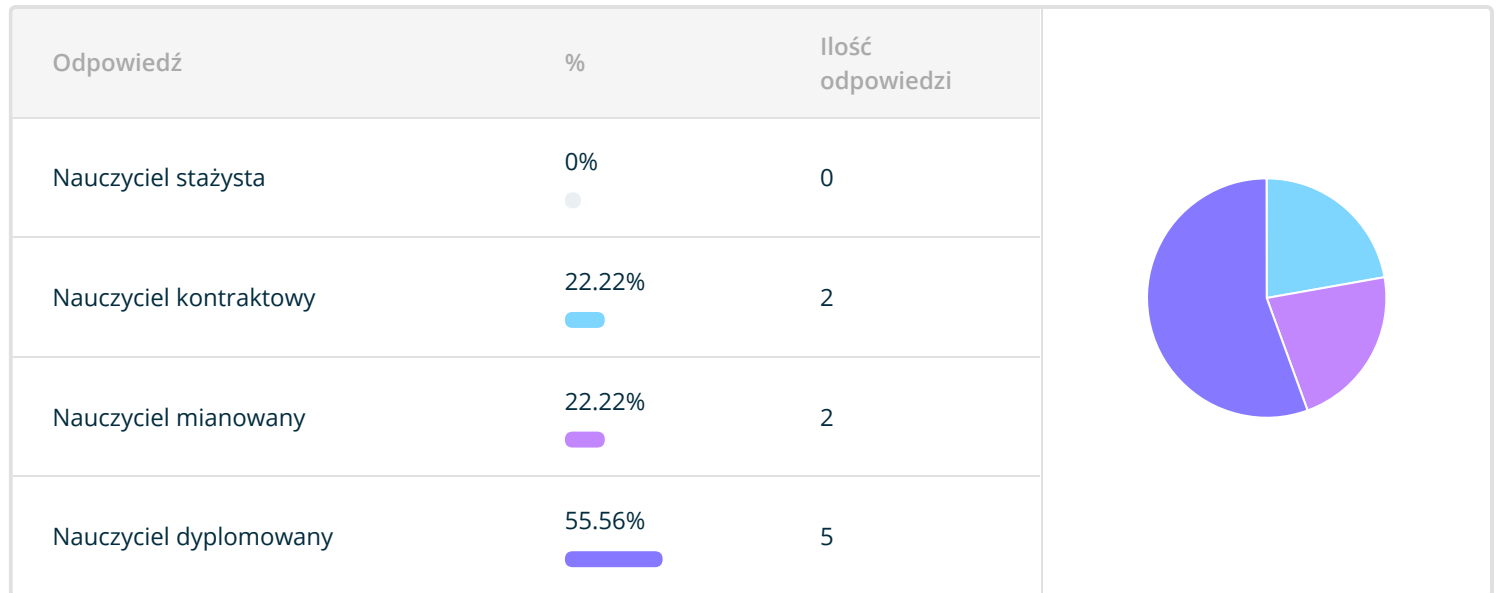 Odpowiedź % Ilość
odpowiedzi
Nauczyciel stażysta 0% 0
Nauczyciel kontraktowy 22.22% 2
Nauczyciel mianowany 22.22% 2
Nauczyciel dyplomowany 55.56% 5